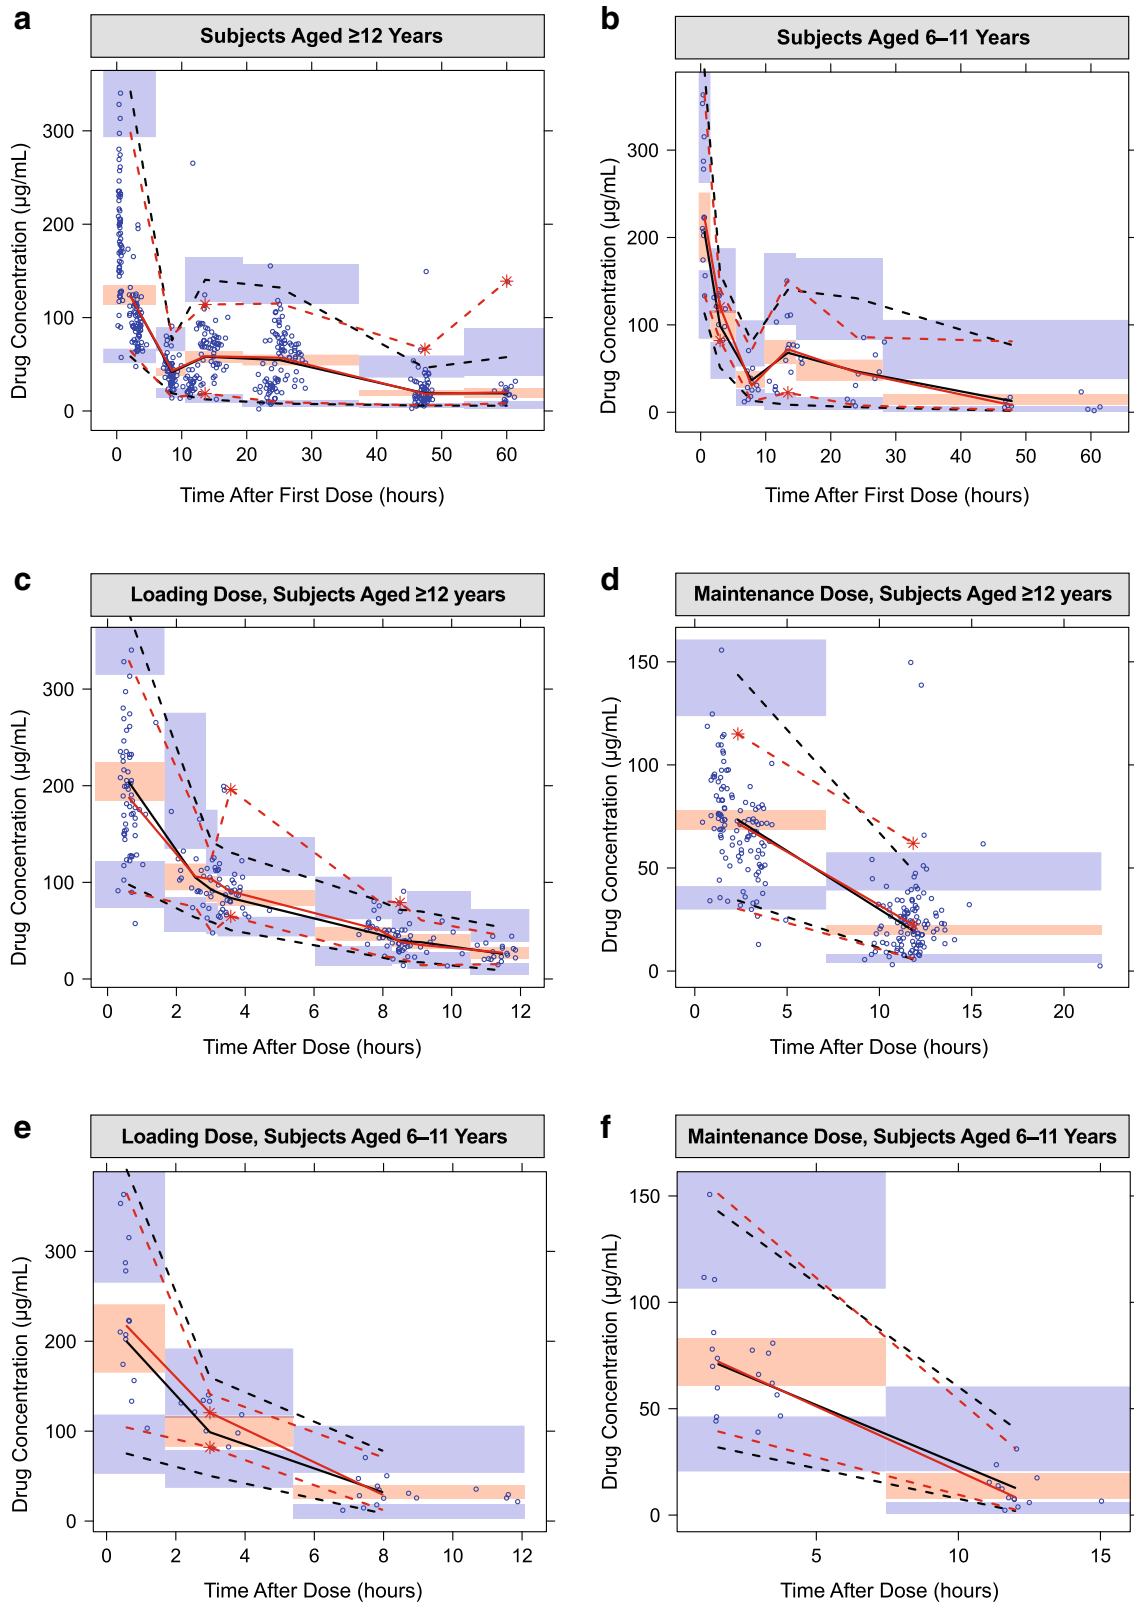 a
Subjects Aged ≥12 Years
Drug Concentration (µg/mL)
300
200
100
0
0 10 20 30 40 50 60
Time After First Dose (hours)
b
Subjects Aged 6–11 Years
Drug Concentration (µg/mL)
300
200
100
0
0 10 20 30 40 50 60
Time After First Dose (hours)
c
Loading Dose, Subjects Aged ≥12 years
Drug Concentration (µg/mL)
300
200
100
0
0 2 4 6 8 10 12
Time After Dose (hours)
d
Maintenance Dose, Subjects Aged ≥12 years
Drug Concentration (µg/mL)
150
100
50
0
0 5 10 15 20
Time After Dose (hours)
e
Loading Dose, Subjects Aged 6–11 Years
Drug Concentration (µg/mL)
300
200
100
0
0 2 4 6 8 10 12
Time After Dose (hours)
f
Maintenance Dose, Subjects Aged 6–11 Years
Drug Concentration (µg/mL)
150
100
50
0
5 10 15
Time After Dose (hours)